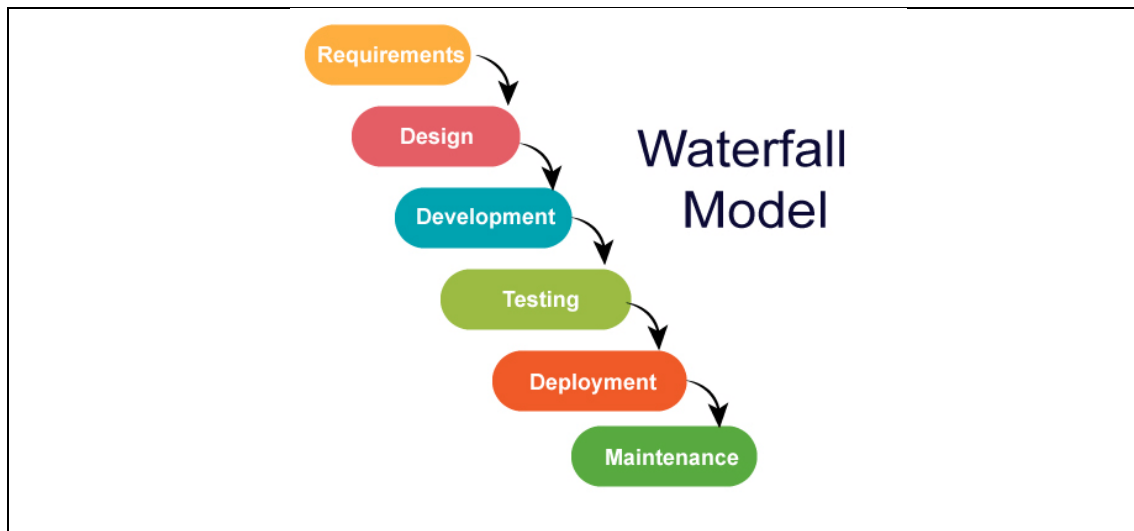 Requirements
Design
Waterfall
Model
Development
Testing
Deployment
Maintenance